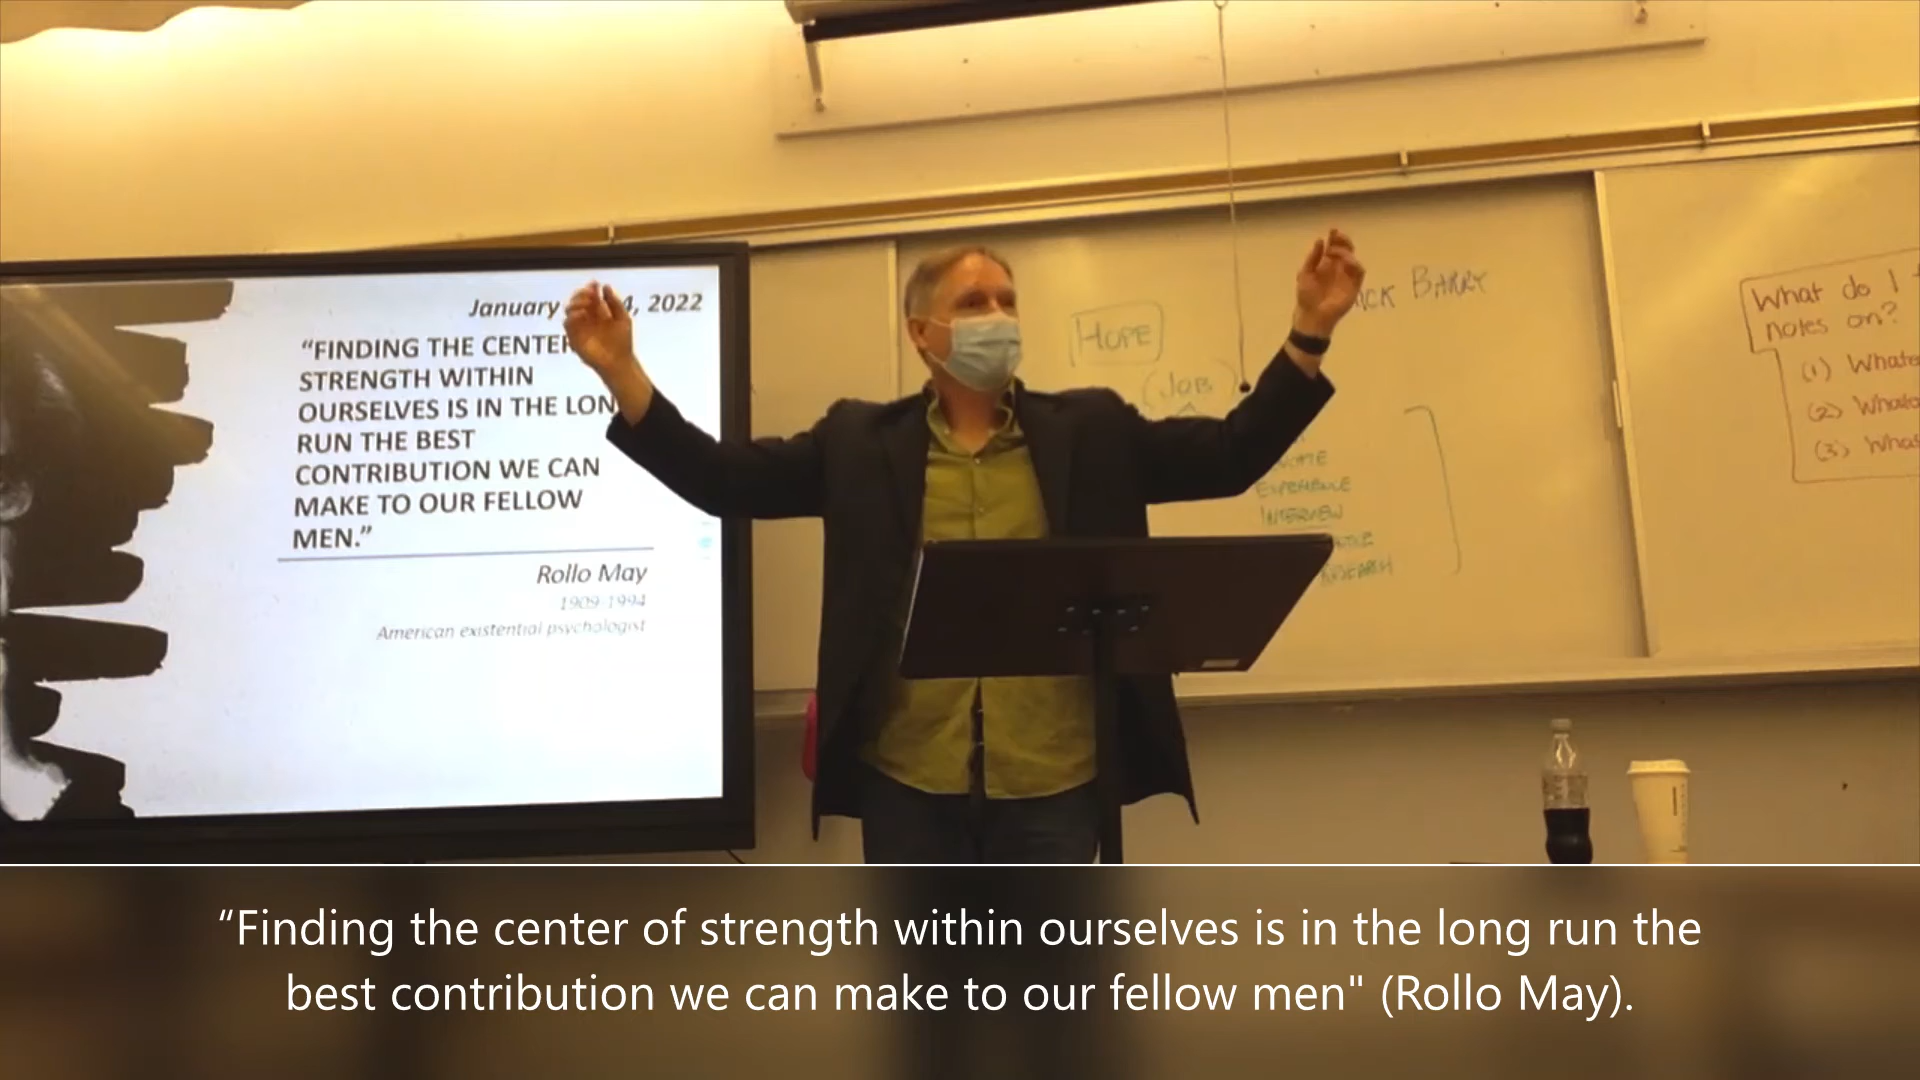 January 4, 2022
“FINDING THE CENTER
STRENGTH WITHIN
OURSELVES IS IN THE LON
RUN THE BEST
CONTRIBUTION WE CAN
MAKE TO OUR FELLOW
MEN.”
Rollo May
1909-1994
American existential psychologist
HOPE
(JOB)
ACK BARRY
EXPERIENCE
INTERVIEW
What do I
notes on?
(1) Whate
(2)
(3) What
“Finding the center of strength within ourselves is in the long run the
best contribution we can make to our fellow men" (Rollo May).